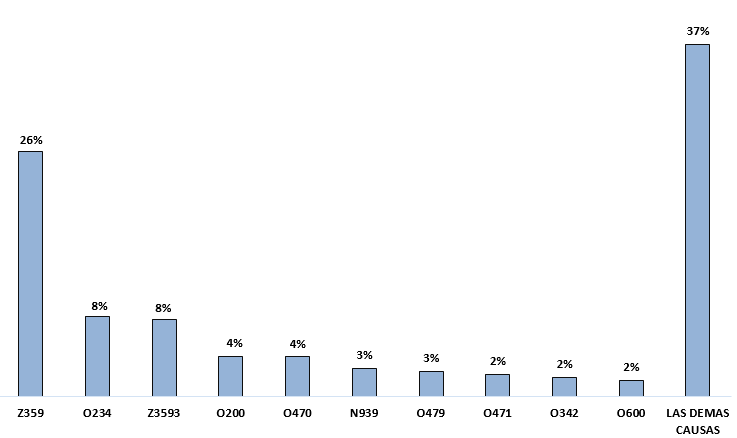 37%
26%
8%
8%
4%
4%
3%
3%
2%
2%
2%
Z359
O234
Z3593
O200
O470
N939
O479
O471
O342
O600
LAS DEMAS
CAUSAS